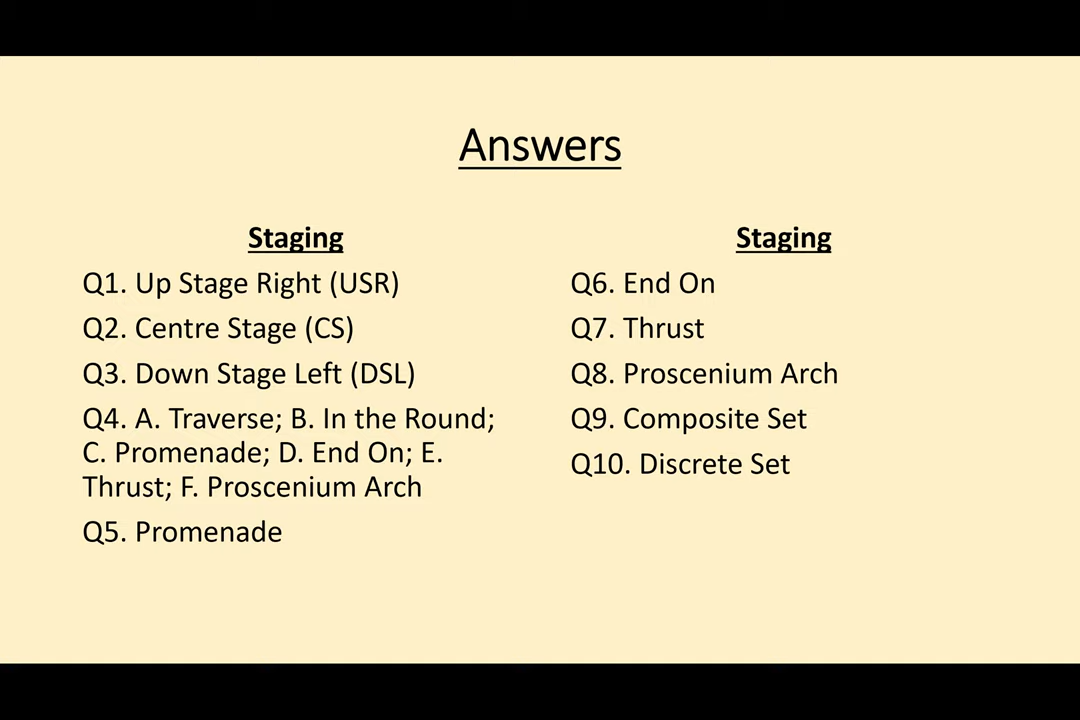 Answers
Staging
Q1. Up Stage Right (USR)
Q2. Centre Stage (CS)
Q3. Down Stage Left (DSL)
Q4. A. Traverse; B. In the Round;
C. Promenade; D. End On; E.
Thrust; F. Proscenium Arch
Q5. Promenade
Staging
Q6. End On
Q7. Thrust
Q8. Proscenium Arch
Q9. Composite Set
Q10. Discrete Set